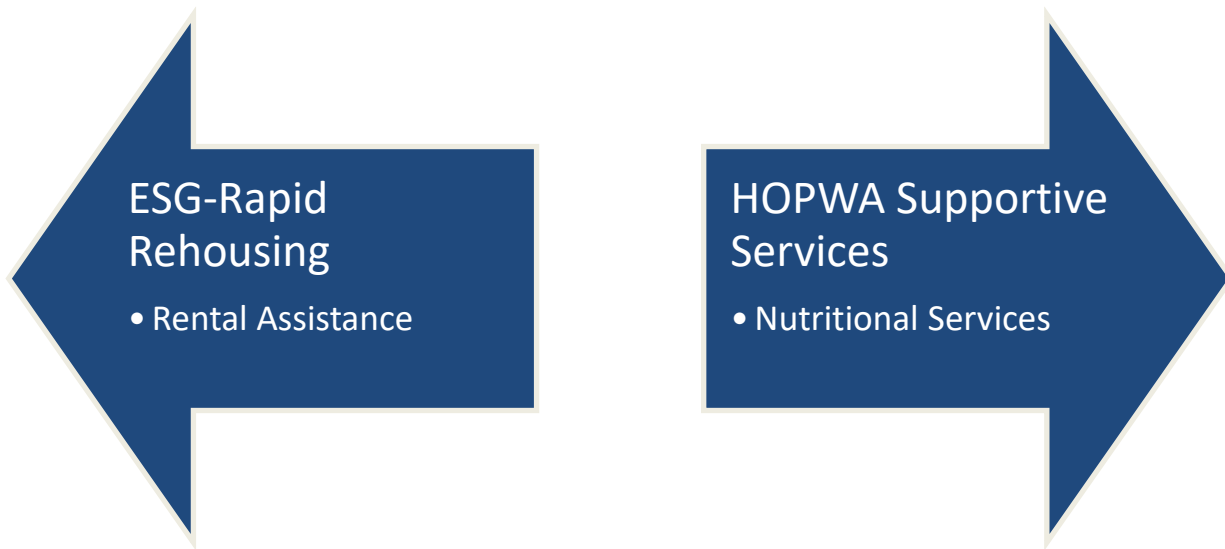 ESG-Rapid
Rehousing
• Rental Assistance
HOPWA Supportive
Services
• Nutritional Services